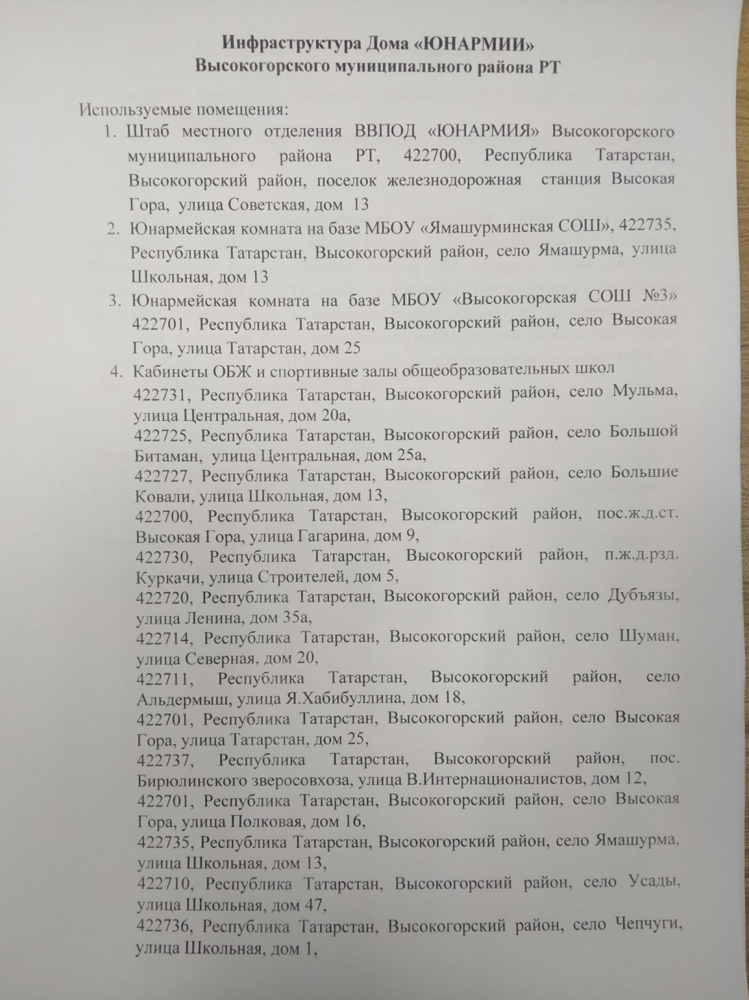 Инфраструктура Дома «ЮНАРМИИ»
Высокогорского муниципального района РТ
Используемые помещения:
1. Штаб местного отделения ВВПОД «ЮНАРМИЯ» Высокогорского
муниципального района РТ, 422700, Республика Татарстан,
Высокогорский район, поселок железнодорожная станция Высокая
Гора, улица Советская, дом 13
2. Юнармейская комната на базе МБОУ «Ямашурминская СОШ», 422735,
Республика Татарстан, Высокогорский район, село Ямашурма, улица
Школьная, дом 13
3. Юнармейская комната на базе МБОУ «Высокогорская СОШ №3»
422701, Республика Татарстан, Высокогорский район, село Высокая
Гора, улица Татарстан, дом 25
4. Кабинеты ОБЖ и спортивные залы общеобразовательных школ
422731, Республика Татарстан, Высокогорский район, село Мульма,
улица Центральная, дом 20а,
422725, Республика Татарстан, Высокогорский район, село Большой
Битаман, улица Центральная, дом 25а,
422727, Республика Татарстан, Высокогорский район, село Большие
Ковали, улица Школьная, дом 13,
422700, Республика Татарстан, Высокогорский район, пос.ж.д.ст.
Высокая Гора, улица Гагарина, дом 9,
422730, Республика Татарстан, Высокогорский район, п.ж.д.рзд.
Куркачи, улица Строителей, дом 5,
422720, Республика Татарстан, Высокогорский район, село Дубъязы,
улица Ленина, дом 35а,
422714, Республика Татарстан, Высокогорский район, село Шуман,
улица Северная, дом 20,
422711, Республика Татарстан, Высокогорский район, село
Альдермыш, улица Я.Хабибуллина, дом 18,
422701, Республика Татарстан, Высокогорский район, село Высокая
Гора, улица Татарстан, дом 25,
422737, Республика Татарстан, Высокогорский район, пос.
Бирюлинского зверосовхоза, улица В.Интернационалистов, дом 12,
422701, Республика Татарстан, Высокогорский район, село Высокая
Гора, улица Полковая, дом 16,
422735, Республика Татарстан, Высокогорский район, село Ямашурма,
улица Школьная, дом 13,
422710, Республика Татарстан, Высокогорский район, село Усады,
улица Школьная, дом 47,
422736, Республика Татарстан, Высокогорский район, село Чепчуги,
улица Школьная, дом 1,